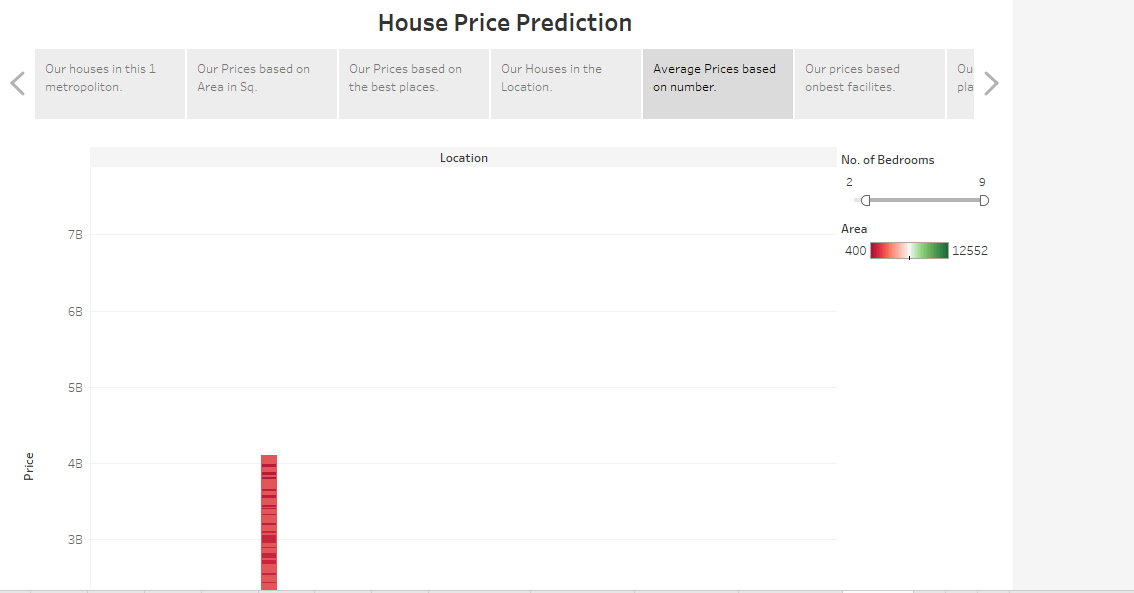 House Price Prediction
Our houses in this 1
metropoliton.
Our Prices based on
Area in Sq.
Our Prices based on
the best places.
Our Houses in the
Location.
Average Prices based
on number.
Our prices based
onbest facilites.
Ou
pla
Location
No. of Bedrooms
2 9
Area
400 12552
7B
6B
5B
4B
3B
Price